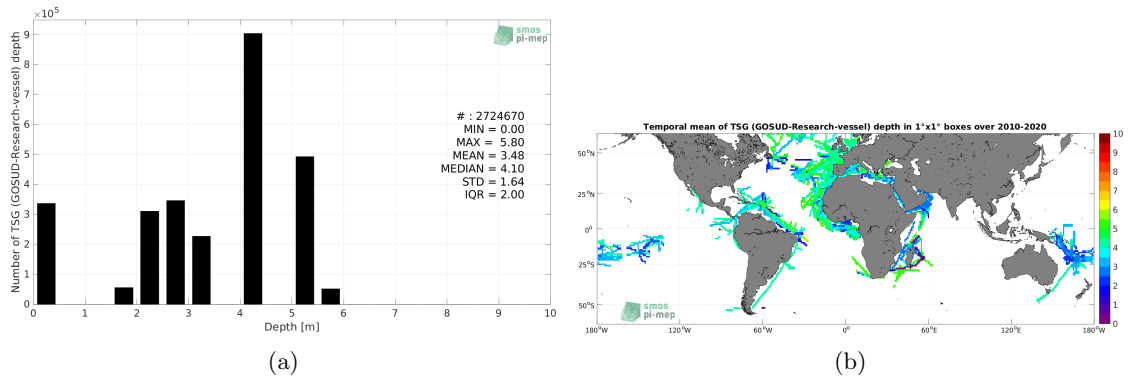 ×10^5
9
8
7
6
5
4
3
2
1
0
Number of TSG (GOSUD-Research-vessel) depth
smos
pi-mep
# : 2724670
MIN = 0.00
MAX = 5.80
MEAN = 3.48
MEDIAN = 4.10
STD = 1.64
IQR = 2.00
0 1 2 3 4 5 6 7 8 9 10
Depth [m]
(a)
Temporal mean of TSG (GOSUD-Research-vessel) depth in 1°x1° boxes over 2010-2020
50°N
25°N
0°
25°S
50°S
180°W 120°W 60°W 0° 60°E 120°E 180°W
smos
pi-mep
10
9
8
7
6
5
4
3
2
1
0
(b)